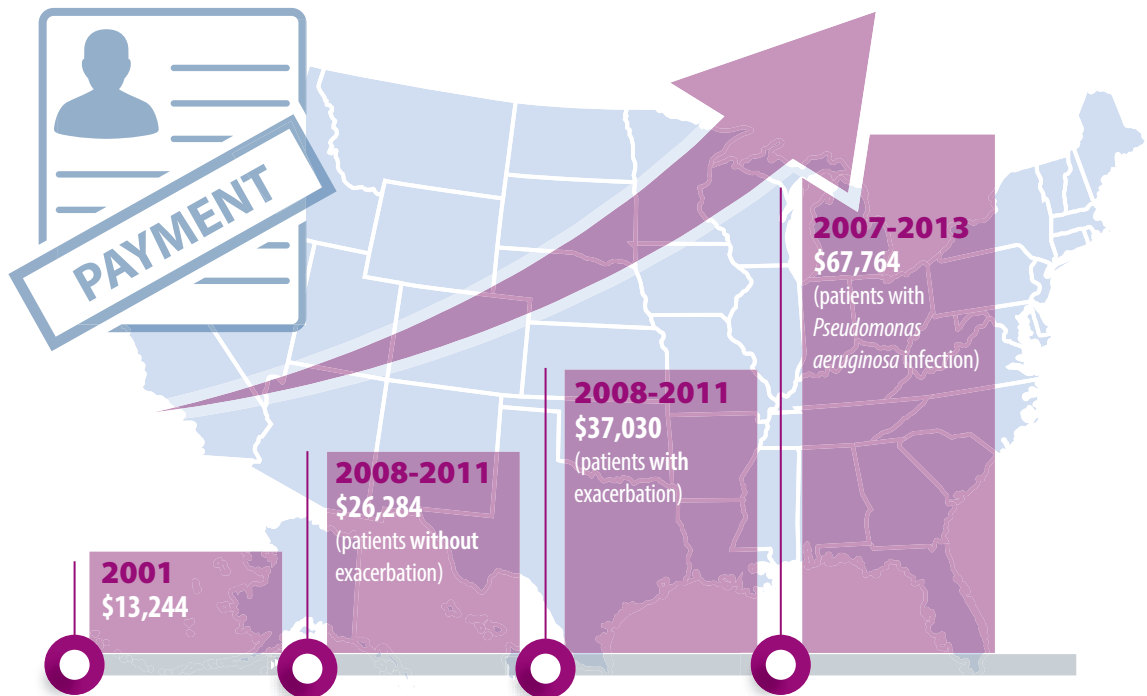 PAYMENT
2001
$13,244
2008-2011
$26,284
(patients without
exacerbation)
2008-2011
$37,030
(patients with
exacerbation)
2007-2013
$67,764
(patients with
Pseudomonas
aeruginosa infection)